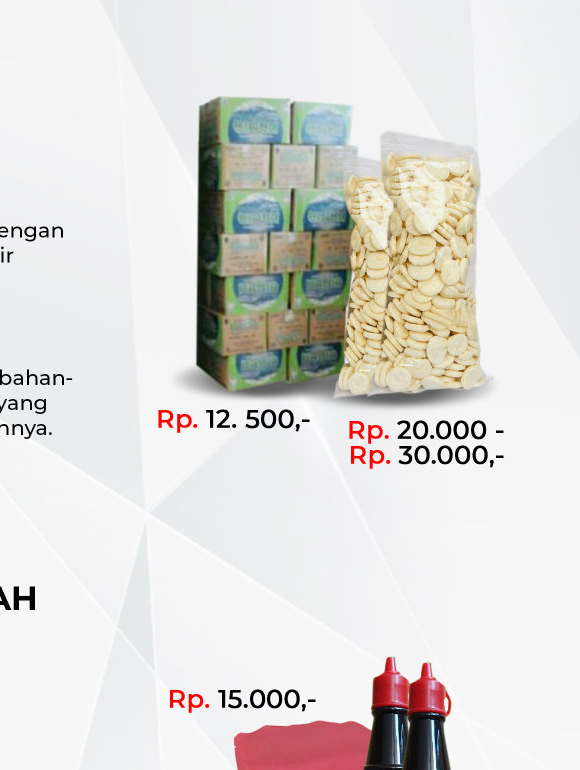 engan
ir
bahan-
yang
nnya.
Rp. 12. 500,-
Rp. 20.000 -
Rp. 30.000,-
AH
Rp. 15.000,-